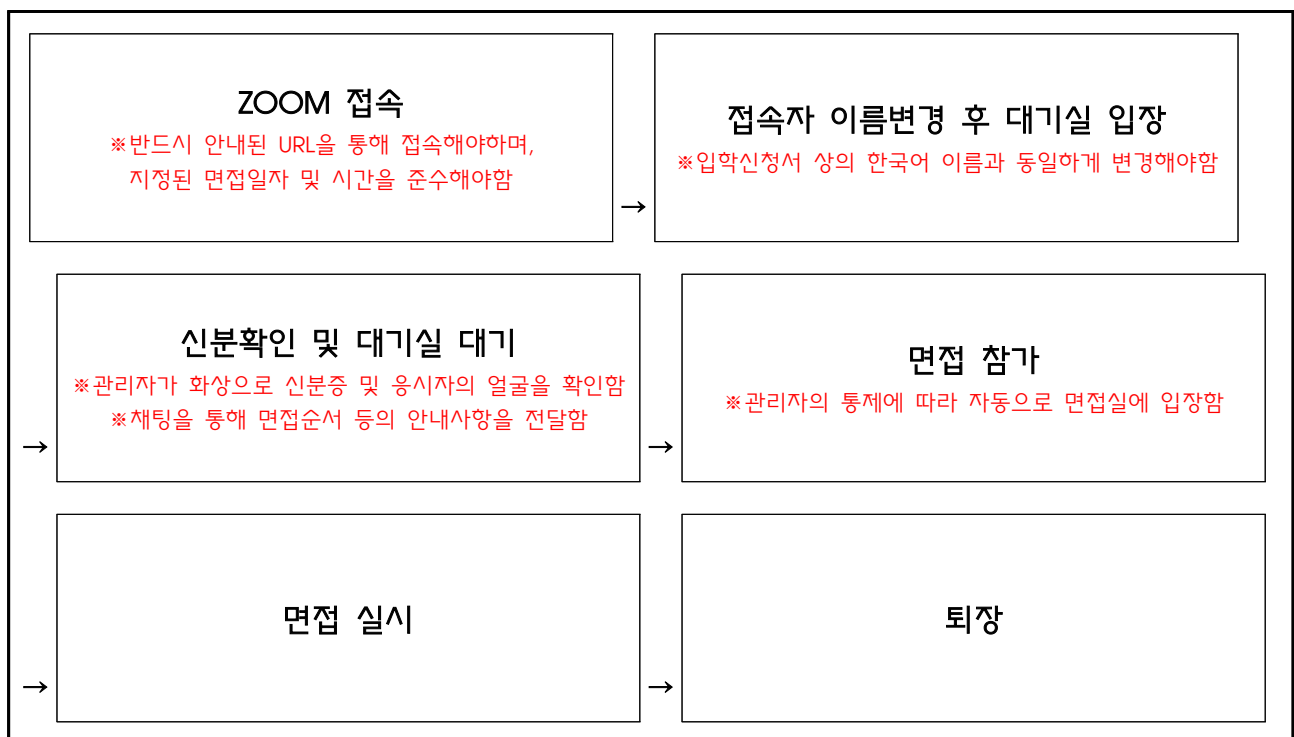 ZOOM 접속
※반드시 안내된 URL을 통해 접속해야하며,
지정된 면접일자 및 시간을 준수해야함
→
접속자 이름변경 후 대기실 입장
※입학신청서 상의 한국어 이름과 동일하게 변경해야함
→
신분확인 및 대기실 대기
※관리자가 화상으로 신분증 및 응시자의 얼굴을 확인함
※채팅을 통해 면접순서 등의 안내사항을 전달함
→
면접 참가
※관리자의 통제에 따라 자동으로 면접실에 입장함
→
면접 실시
→
퇴장